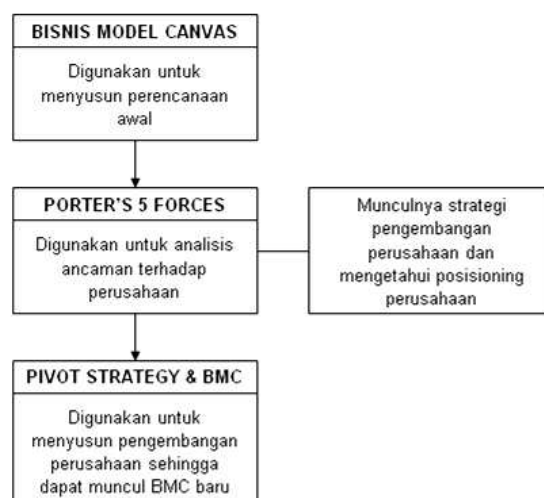 BISNIS MODEL CANVAS
Digunakan untuk
menyusun perencanaan
awal
PORTER'S 5 FORCES
Digunakan untuk analisis
ancaman terhadap
perusahaan
Munculnya strategi
pengembangan
perusahaan dan
mengetahui posisioning
perusahaan
PIVOT STRATEGY & BMC
Digunakan untuk
menyusun pengembangan
perusahaan sehingga
dapat muncul BMC baru